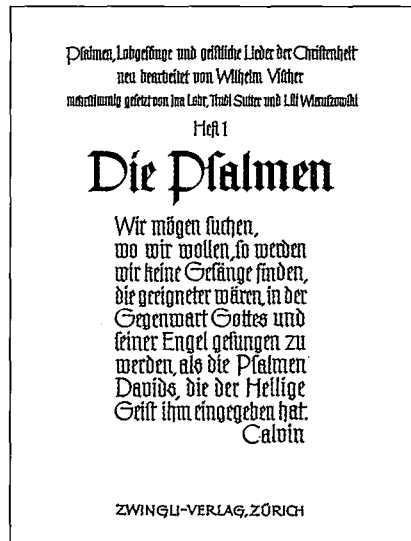 Psalmen, Lobgesänge und geistliche Lieder der Christenheit
neu bearbeitet von Wilhelm Vischer
mehrstimmig gesetzt von Ina Lohr, Trudi Sutter und Lili Wieruszowski
Heft 1
Die Psalmen
Wir mögen suchen,
wo wir wollen, so werden
wir keine Gesänge finden,
die geeigneter wären, in der
Gegenwart Gottes und
seiner Engel gesungen zu
werden, als die Psalmen
Davids, die der Heilige
Geist ihm eingegeben hat.
Calvin
ZWINGLI-VERLAG, ZÜRICH